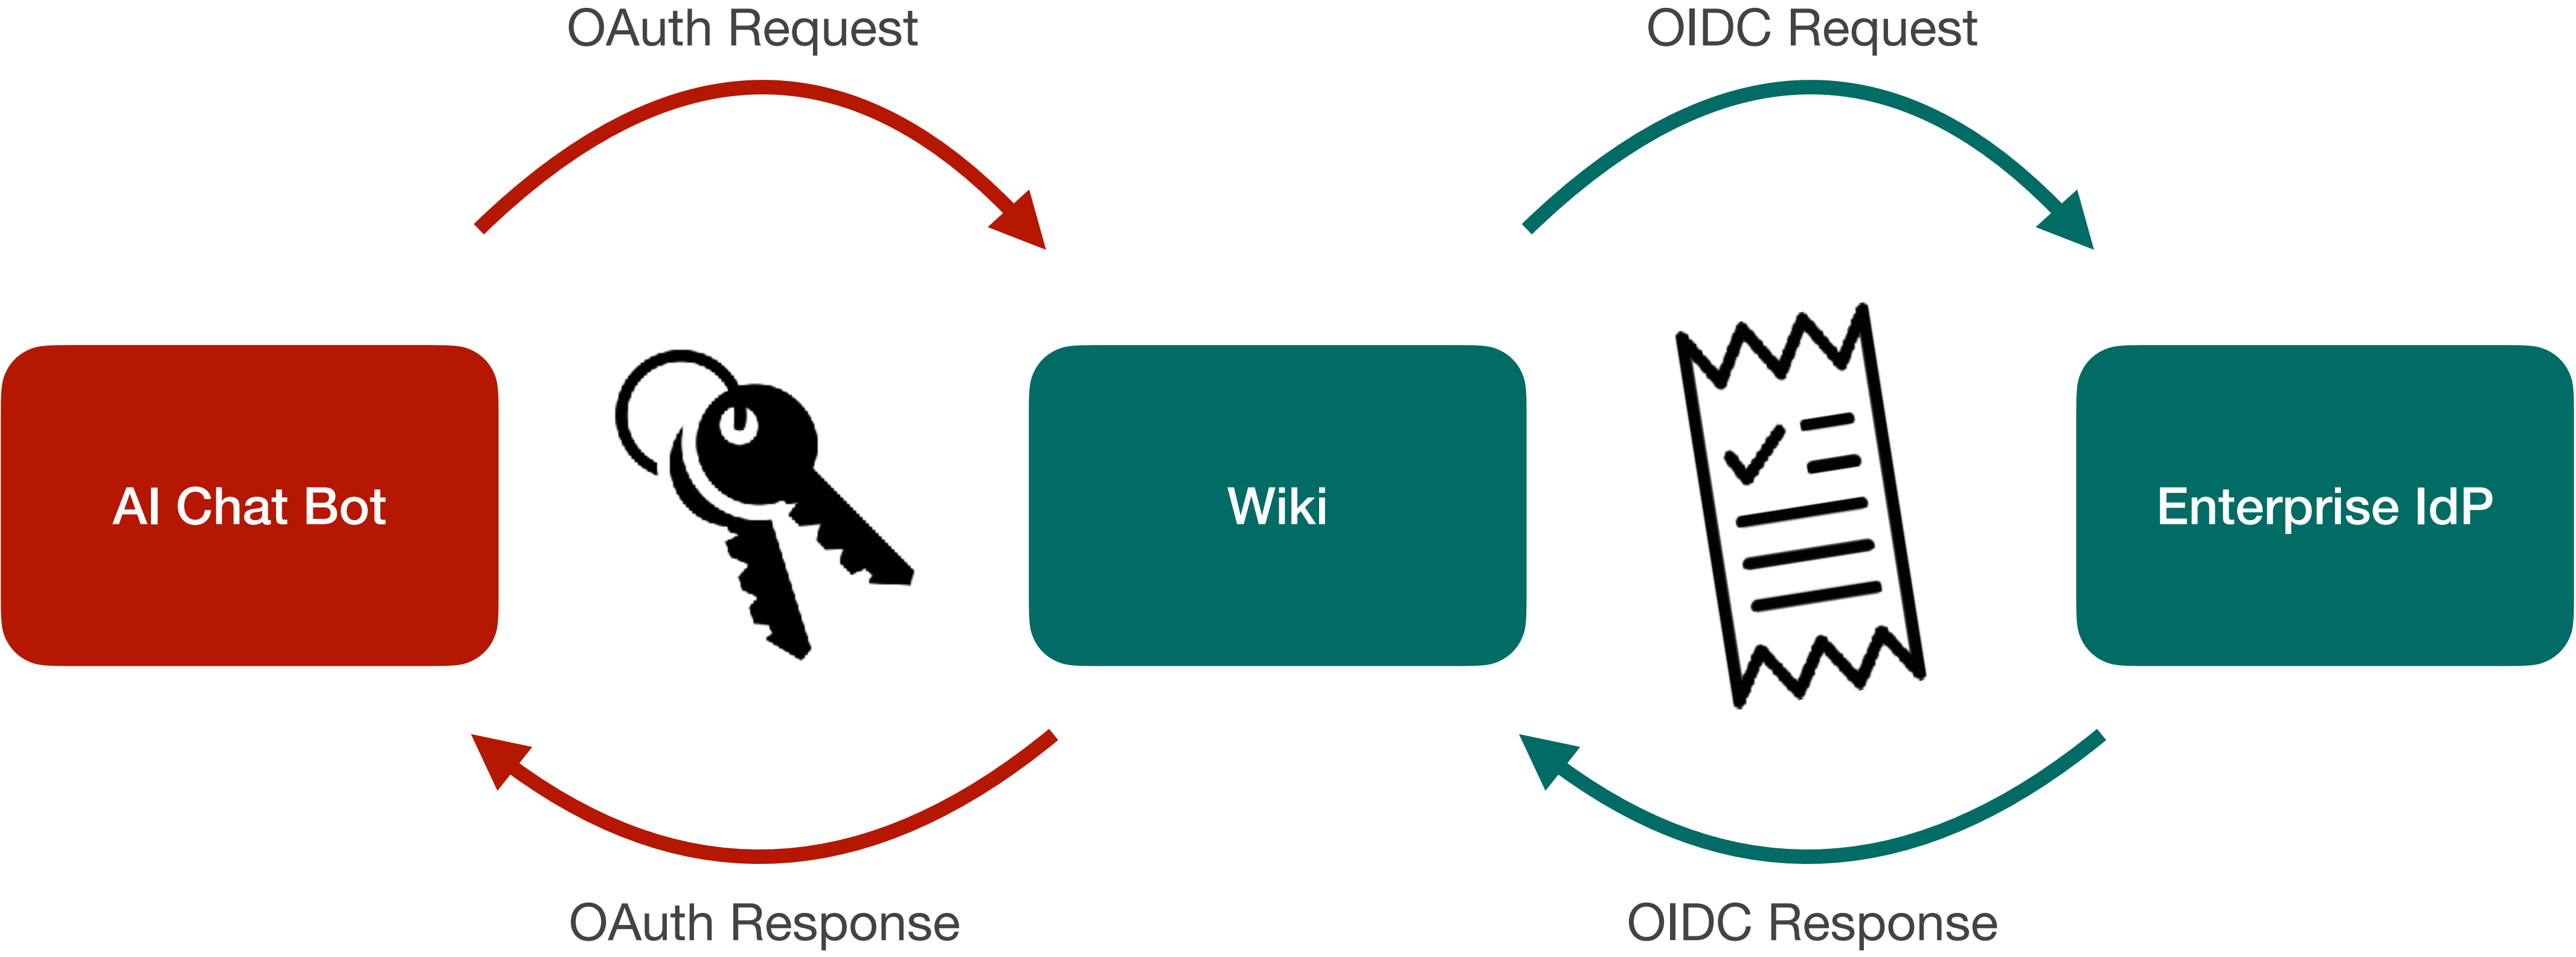 OAuth Request
OIDC Request
AI Chat Bot
Wiki
Enterprise IdP
OAuth Response
OIDC Response